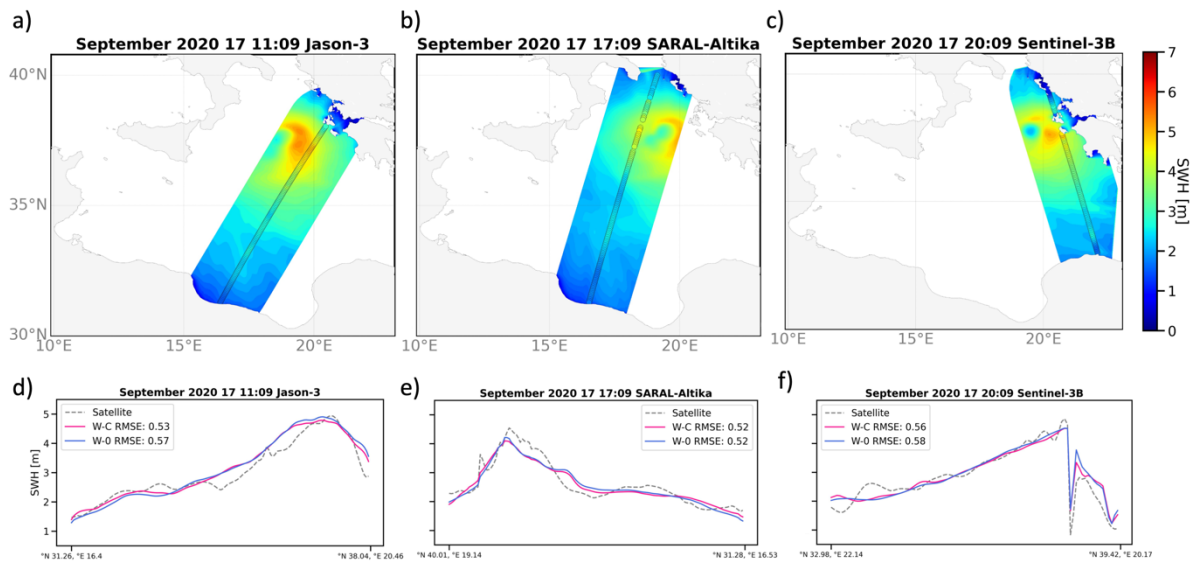 a)
b)
c)
September 2020 17 11:09 Jason-3
September 2020 17 17:09 SARAL-Altika
September 2020 17 20:09 Sentinel-3B
40°N
35°N
30°N
10°E
15°E
20°E
10°E
15°E
20°E
10°E
15°E
20°E
7
6
5
4
3
2
1
0
SWH [m]
d)
e)
f)
September 2020 17 11:09 Jason-3
September 2020 17 17:09 SARAL-Altika
September 2020 17 20:09 Sentinel-3B
Satellite
W-C RMSE: 0.53
W-0 RMSE: 0.57
Satellite
W-C RMSE: 0.52
W-0 RMSE: 0.52
Satellite
W-C RMSE: 0.56
W-0 RMSE: 0.58
SWH [m]
5
4
3
2
1
°N 31.26, °E 16.4
°N 38.04, °E 20.46
°N 40.01, °E 19.14
°N 31.28, °E 16.53
°N 32.98, °E 22.14
°N 39.42, °E 20.17